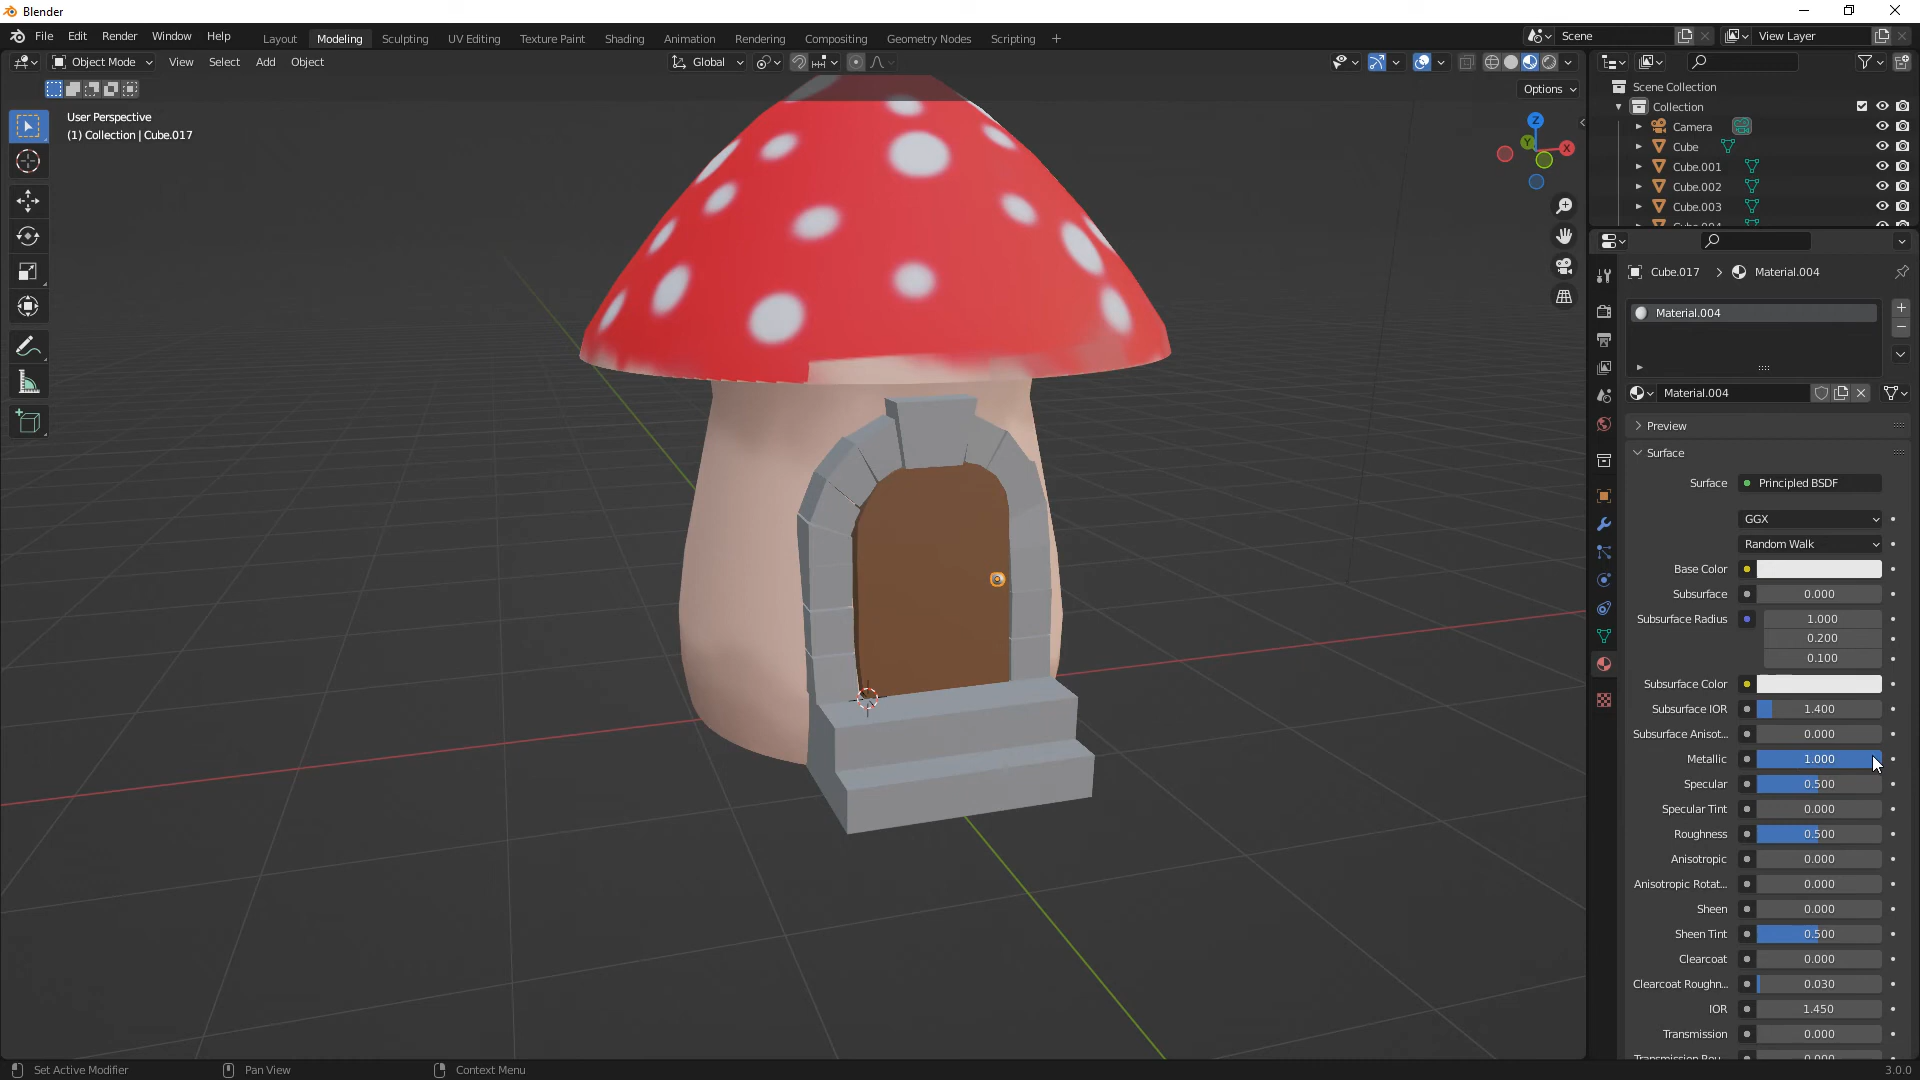 Blender
File Edit Render Window Help
Layout Modeling Sculpting UV Editing Texture Paint Shading Animation Rendering Compositing Geometry Nodes Scripting +
Scene
View Layer
Object Mode View Select Add Object
Global
Options
User Perspective
(1) Collection | Cube.017
Z
Y
X
Scene Collection
Collection
Camera
Cube
Cube.001
Cube.002
Cube.003
Cube.017 > Material.004
Material.004
Material.004
Preview
Surface
Surface Principled BSDF
GGX
Random Walk
Base Color
Subsurface 0.000
Subsurface Radius 1.000
0.200
0.100
Subsurface Color
Subsurface IOR 1.400
Subsurface Anisot... 0.000
Metallic 1.000
Specular 0.500
Specular Tint 0.000
Roughness 0.500
Anisotropic 0.000
Anisotropic Rotat... 0.000
Sheen 0.000
Sheen Tint 0.500
Clearcoat 0.000
Clearcoat Roughn... 0.030
IOR 1.450
Transmission 0.000
Set Active Modifier
Pan View
Context Menu
3.0.0